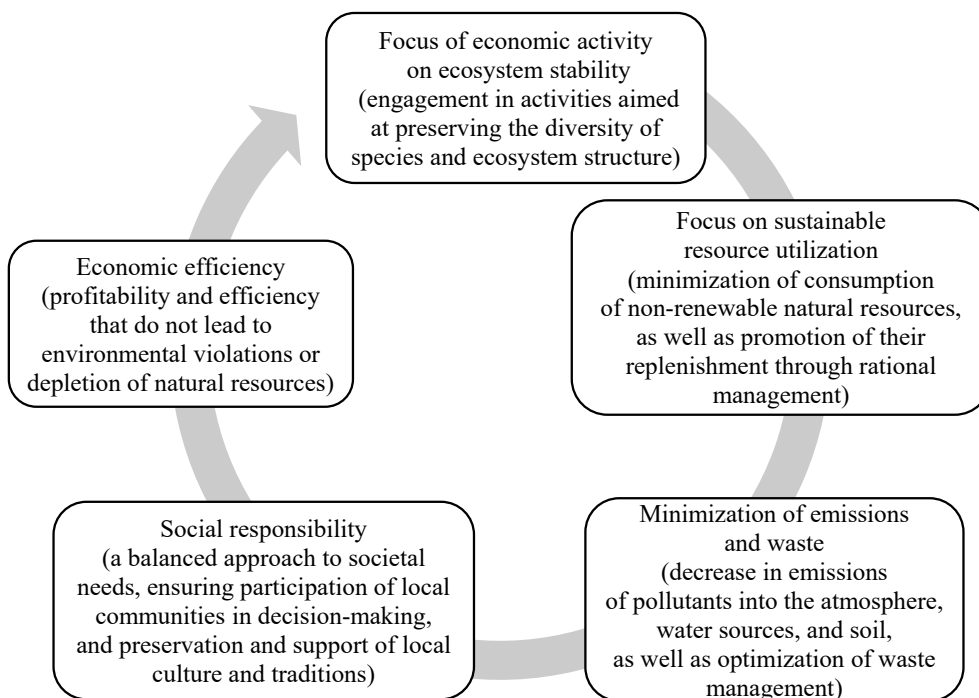 Focus of economic activity
on ecosystem stability
(engagement in activities aimed
at preserving the diversity of
species and ecosystem structure)
Focus on sustainable
resource utilization
(minimization of consumption
of non-renewable natural resources,
as well as promotion of their
replenishment through rational
management)
Minimization of emissions
and waste
(decrease in emissions
of pollutants into the atmosphere,
water sources, and soil,
as well as optimization of waste
management)
Social responsibility
(a balanced approach to societal
needs, ensuring participation of local
communities in decision-making,
and preservation and support of local
culture and traditions)
Economic efficiency
(profitability and efficiency
that do not lead to
environmental violations or
depletion of natural resources)